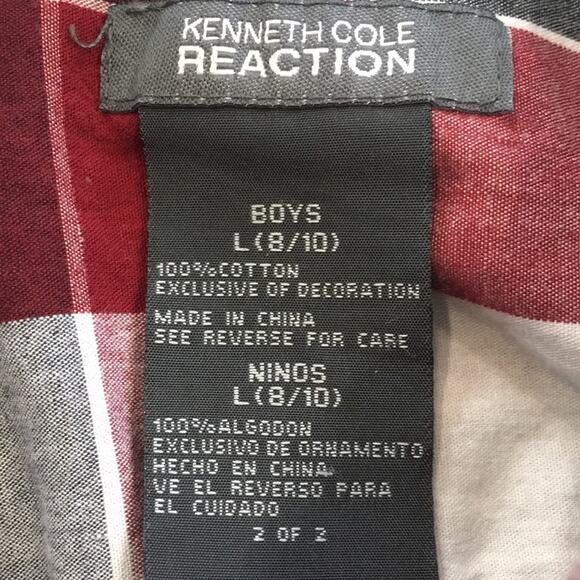 KENNETH COLE
REACTION
BOYS
L(8/10)
100%COTTON
EXCLUSIVE OF DECORATION
MADE IN CHINA
SEE REVERSE FOR CARE
NINOS
L(8/10)
100%ALGODON
EXCLUSIVO DE ORNAMENTO
HECHO EN CHINA
VE EL REVERSO PARA
EL CUIDADO
2 OF 2